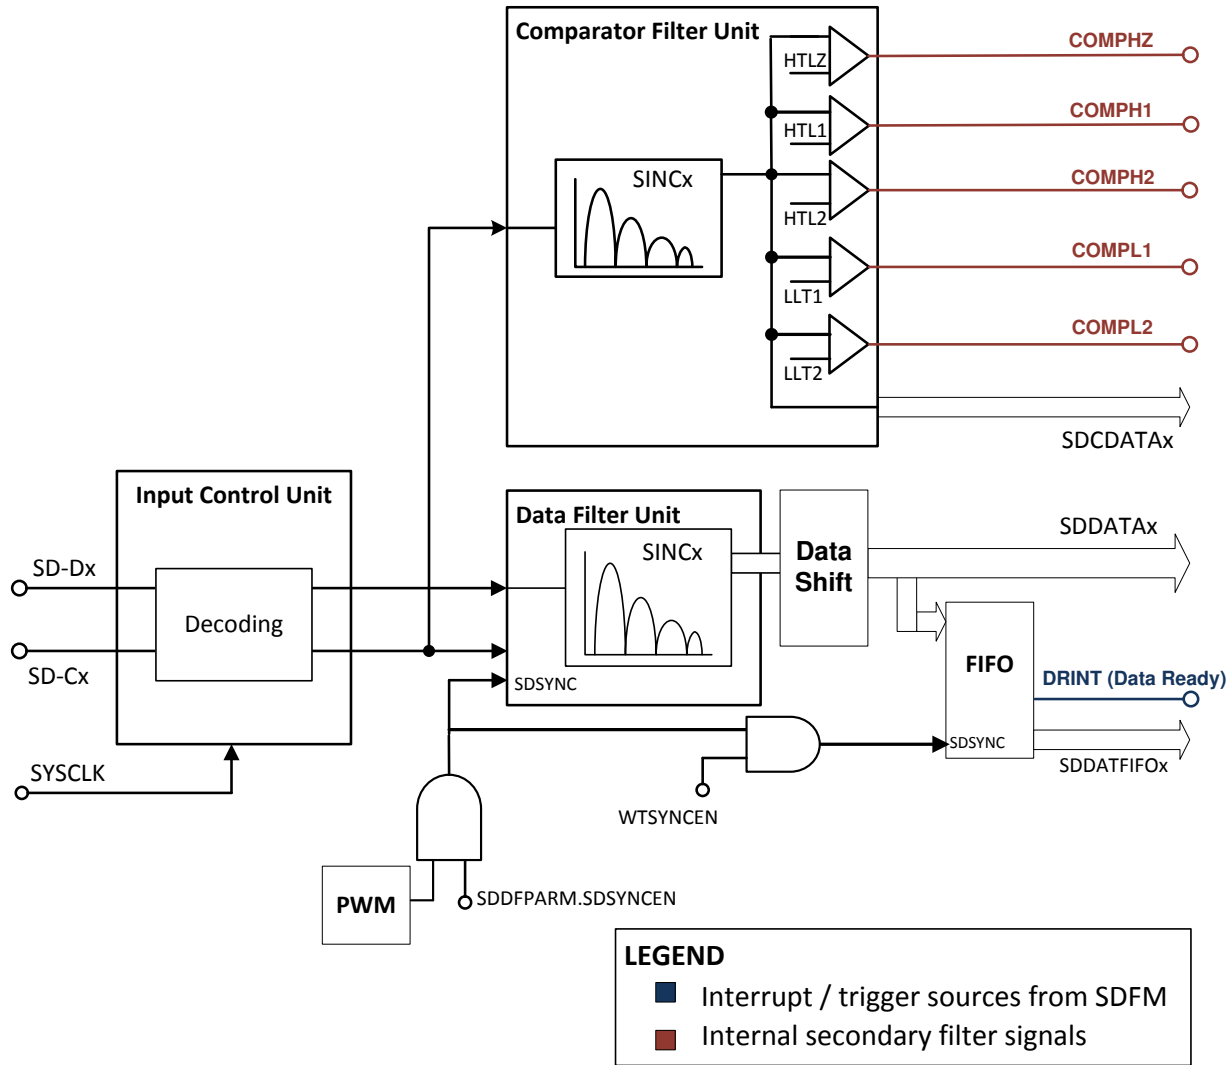 Comparator Filter Unit
COMPHZ
HTLZ
COMPH1
HTL1
SINCx
COMPH2
HTL2
COMPL1
LLT1
COMPL2
LLT2
SDCDATAx
Input Control Unit
Data Filter Unit
SINCx
Data
Shift
SDDATAx
SD-Dx
Decoding
SD-Cx
SDSYNC
FIFO
DRINT (Data Ready)
SDSYNC
SDDATFIFOx
SYSCLK
WTSYNCEN
PWM
SDDFPARM.SDSYNCEN
LEGEND
Interrupt / trigger sources from SDFM
Internal secondary filter signals